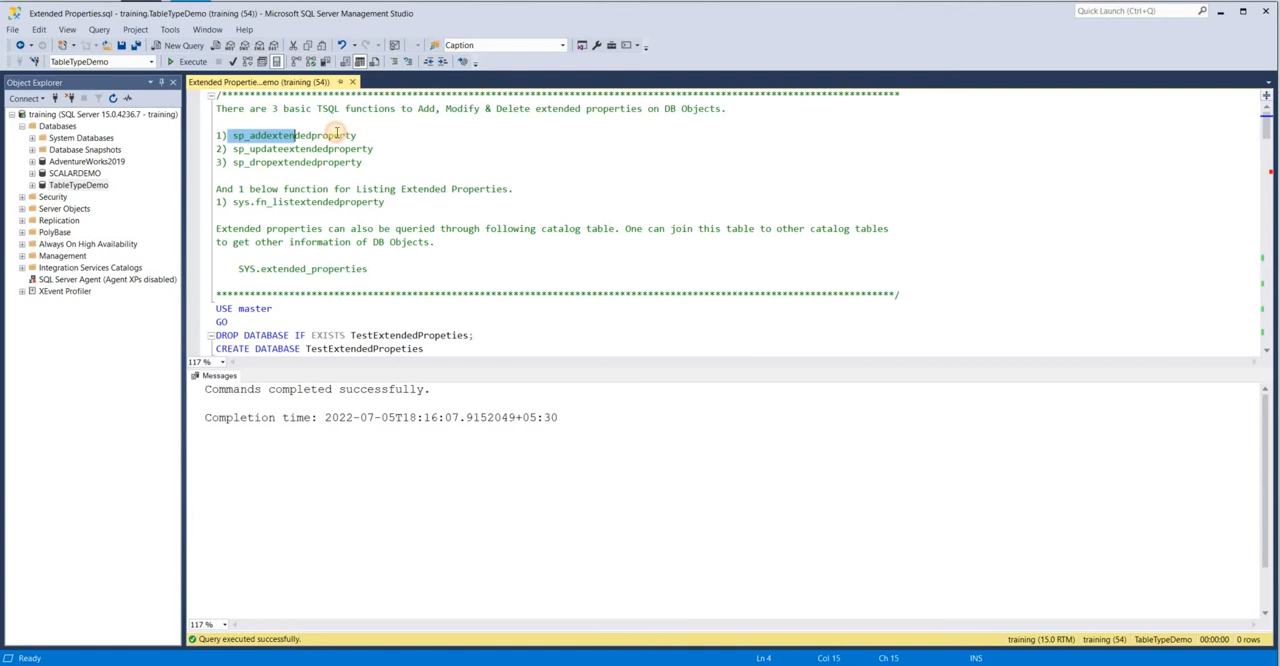 Extended Properties.sql - training.TableTypeDemo (training (54)) - Microsoft SQL Server Management Studio
Quick Launch (Ctrl+Q)
File Edit View Query Project Tools Window Help
New Query
Caption
TableTypeDemo
Execute
Object Explorer
Extended Propertie...emo (training (54))
Connect
training (SQL Server 15.0.4236.7 - training)
Databases
System Databases
Database Snapshots
AdventureWorks2019
SCALARDEMO
TableTypeDemo
Security
Server Objects
Replication
PolyBase
Always On High Availability
Management
Integration Services Catalogs
SQL Server Agent (Agent XPs disabled)
XEvent Profiler
There are 3 basic TSQL functions to Add, Modify & Delete extended properties on DB Objects.
1) sp_addextendedproperty
2) sp_updateextendedproperty
3) sp_dropextendedproperty
And 1 below function for Listing Extended Properties.
1) sys.fn_listextendedproperty
Extended properties can also be queried through following catalog table. One can join this table to other catalog tables
to get other information of DB Objects.
SYS.extended_properties
USE master
GO
DROP DATABASE IF EXISTS TestExtendedPropeties;
CREATE DATABASE TestExtendedPropeties
117 %
Messages
Commands completed successfully.
Completion time: 2022-07-05T18:16:07.9152049+05:30
117 %
Query executed successfully.
training (15.0 RTM) training (54) TableTypeDemo 00:00:00 0 rows
Ready
Ln 4 Col 15 Ch 15 INS